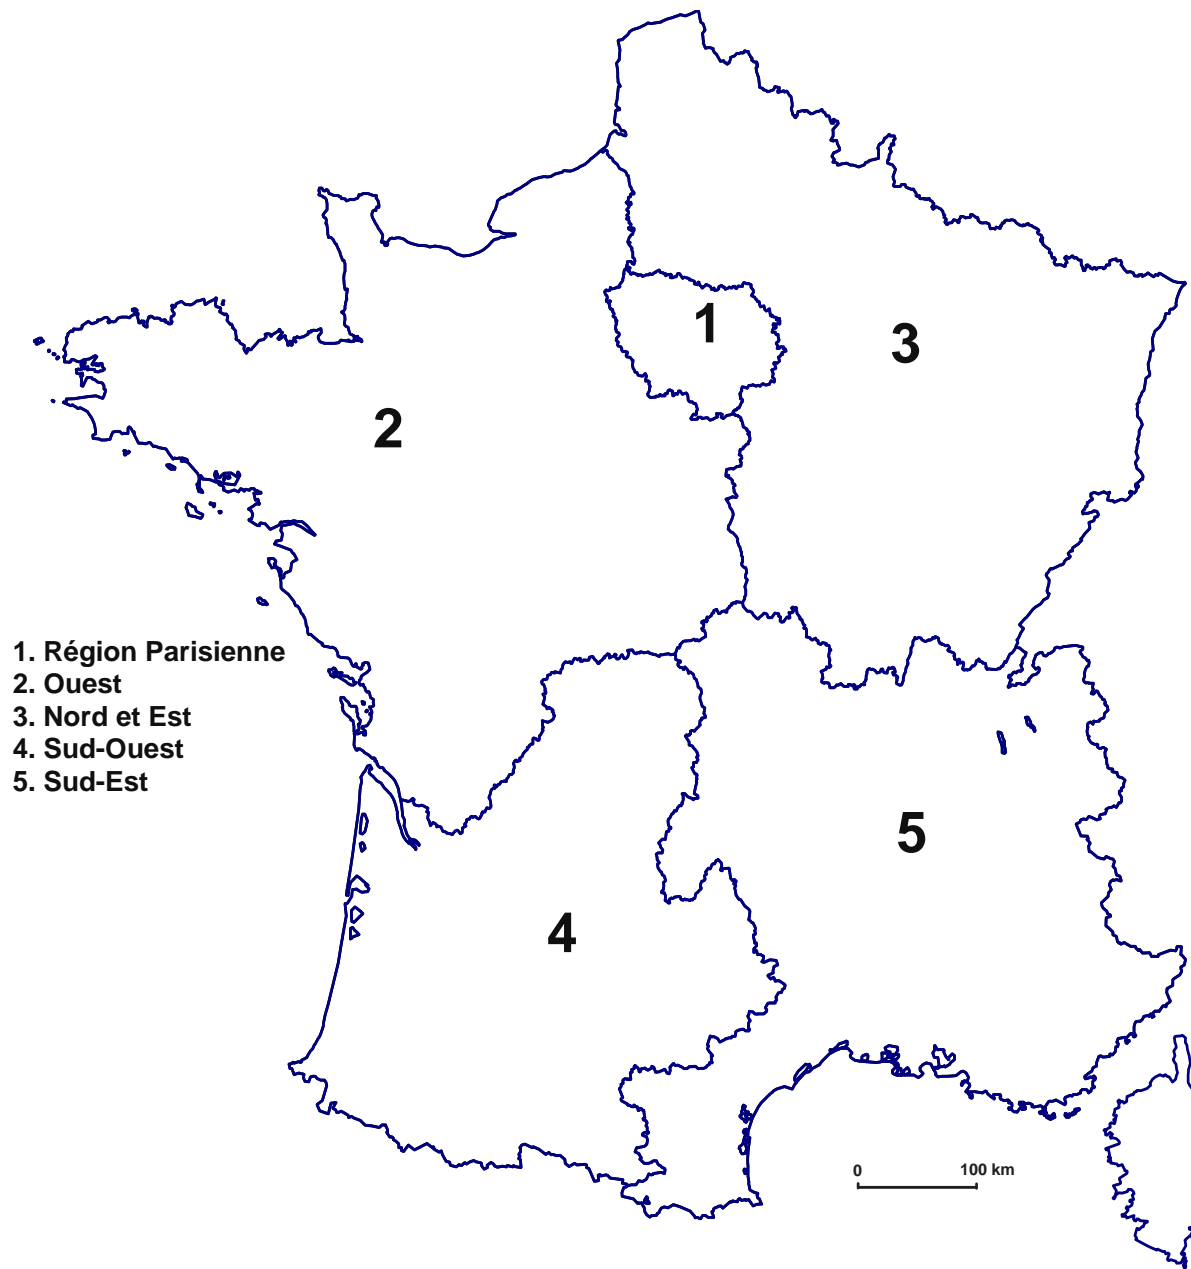 1
3
2
1. Région Parisienne
2. Ouest
3. Nord et Est
4. Sud-Ouest
5. Sud-Est
5
4
0 100 km